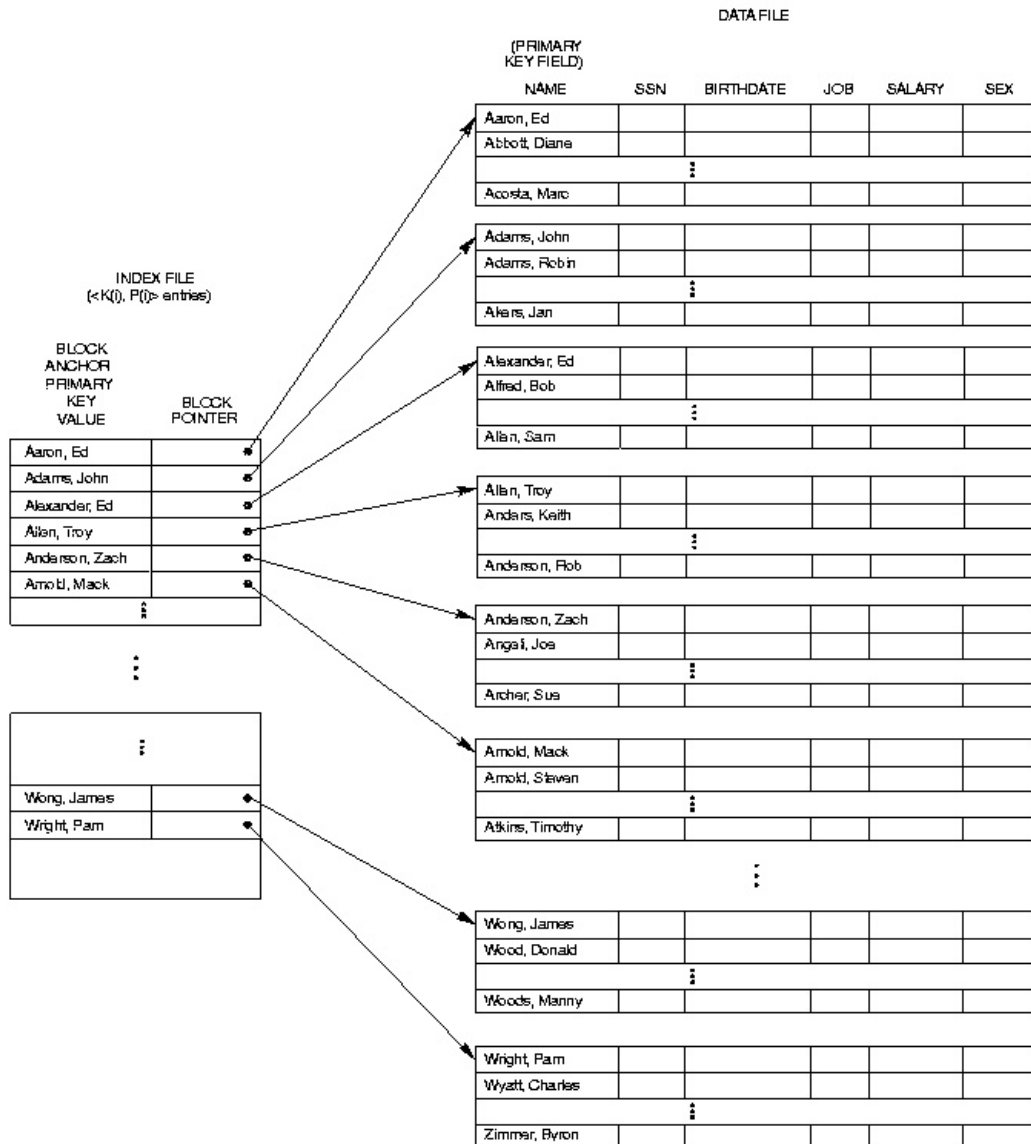 DATA FILE
(PRIMARY
KEY FIELD)
NAME SSN BIRTHDATE JOB SALARY SEX
Aaron, Ed
Abbott, Diane
Acosta, Marc
Adams, John
Adams, Robin
Akers, Jan
Alexander, Ed
Alfred, Bob
Allen, Sam
Allen, Troy
Anders, Keith
Anderson, Rob
Anderson, Zach
Angeli, Joe
Archer, Sue
Arnold, Mack
Arnold, Steven
Atkins, Timothy
Wong, James
Wood, Donald
Woods, Manny
Wright, Pam
Wyatt, Charles
Zimmer, Byron
INDEX FILE
(<K(i), P(i)> entries)
BLOCK
ANCHOR
PRIMARY
KEY
VALUE
BLOCK
POINTER
Aaron, Ed
Adams, John
Alexander, Ed
Allen, Troy
Anderson, Zach
Arnold, Mack
Wong, James
Wright, Pam